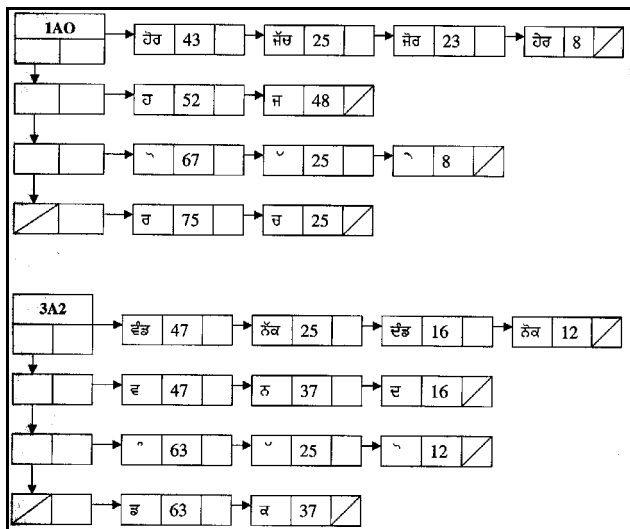 1AO
ਹੋਰ 43 ਜੱਚ 25 ਜੋਰ 23 ਹੇਰ 8
ਹ 52 ਜ 48
ੋ 67 ੱ 25 ੇ 8
ਰ 75 ਚ 25
3A2
ਵੰਡ 47 ਨੱਕ 25 ਦੰਡ 16 ਨੋਕ 12
ਵ 47 ਨ 37 ਦ 16
ੰ 63 ੱ 25 ੋ 12
ਡ 63 ਕ 37